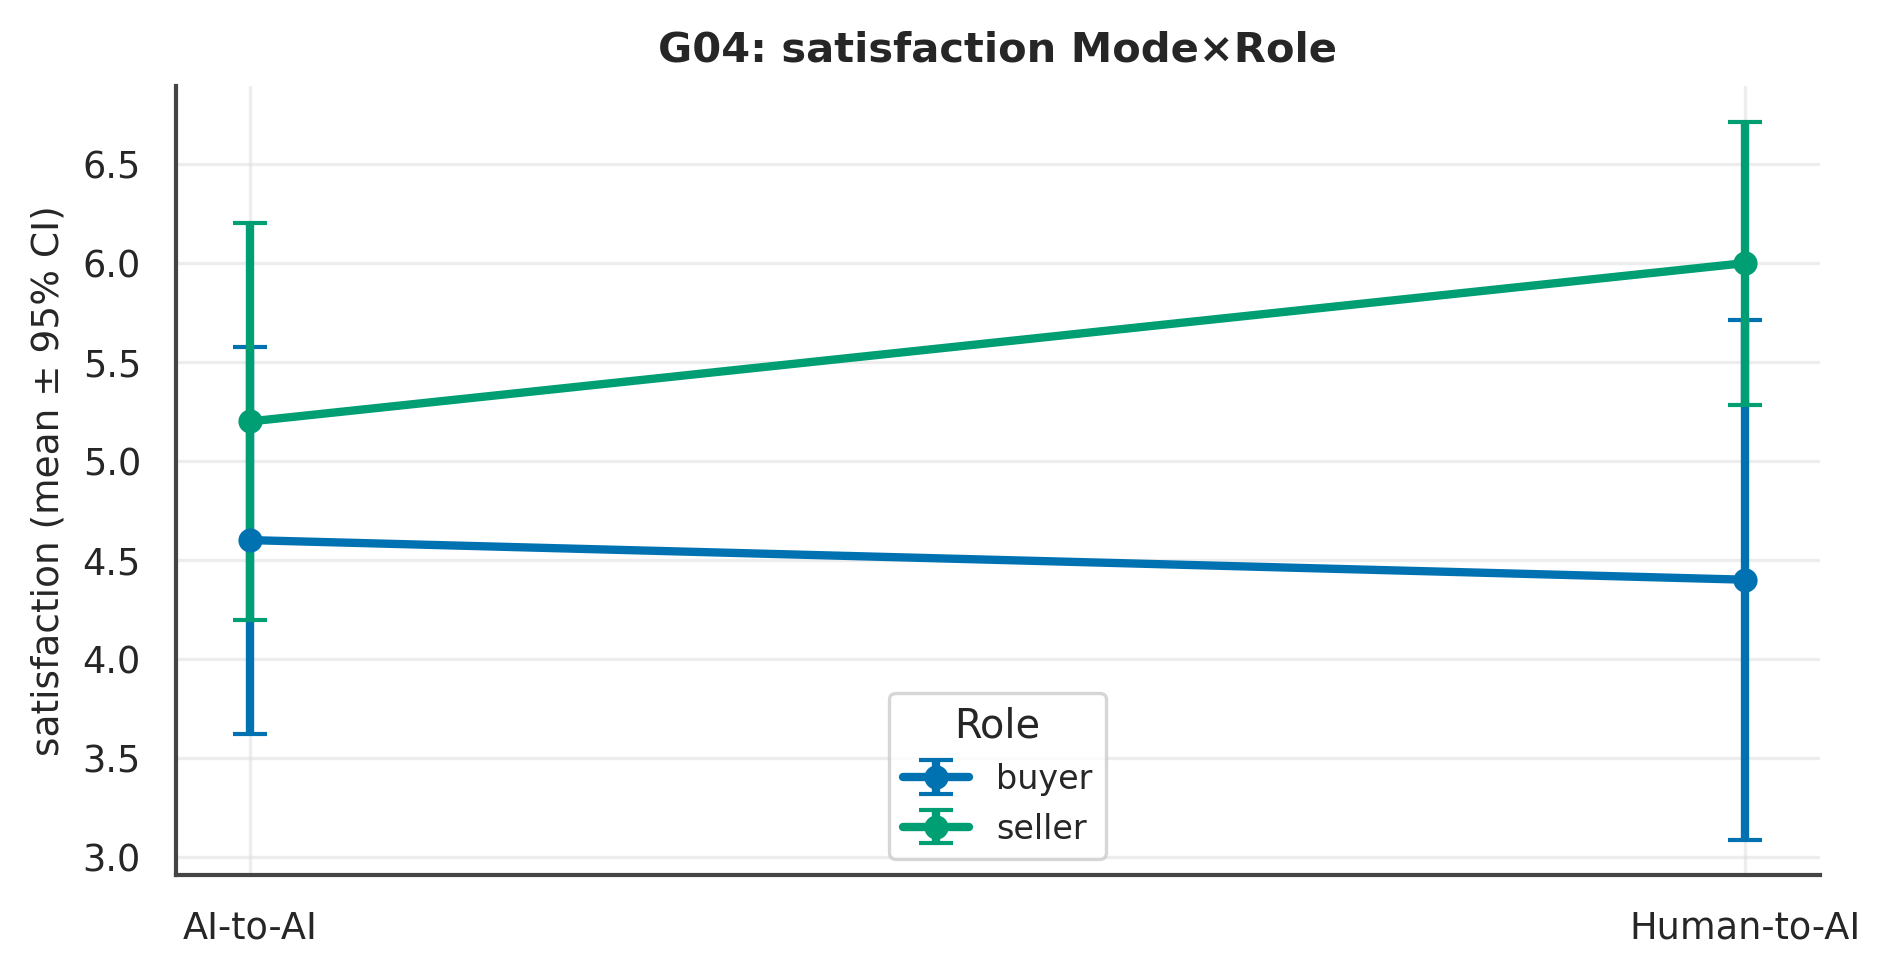 G04: satisfaction Mode×Role
satisfaction (mean ± 95% CI)
6.5
6.0
5.5
5.0
4.5
4.0
3.5
3.0
Role
buyer
seller
AI-to-AI
Human-to-AI